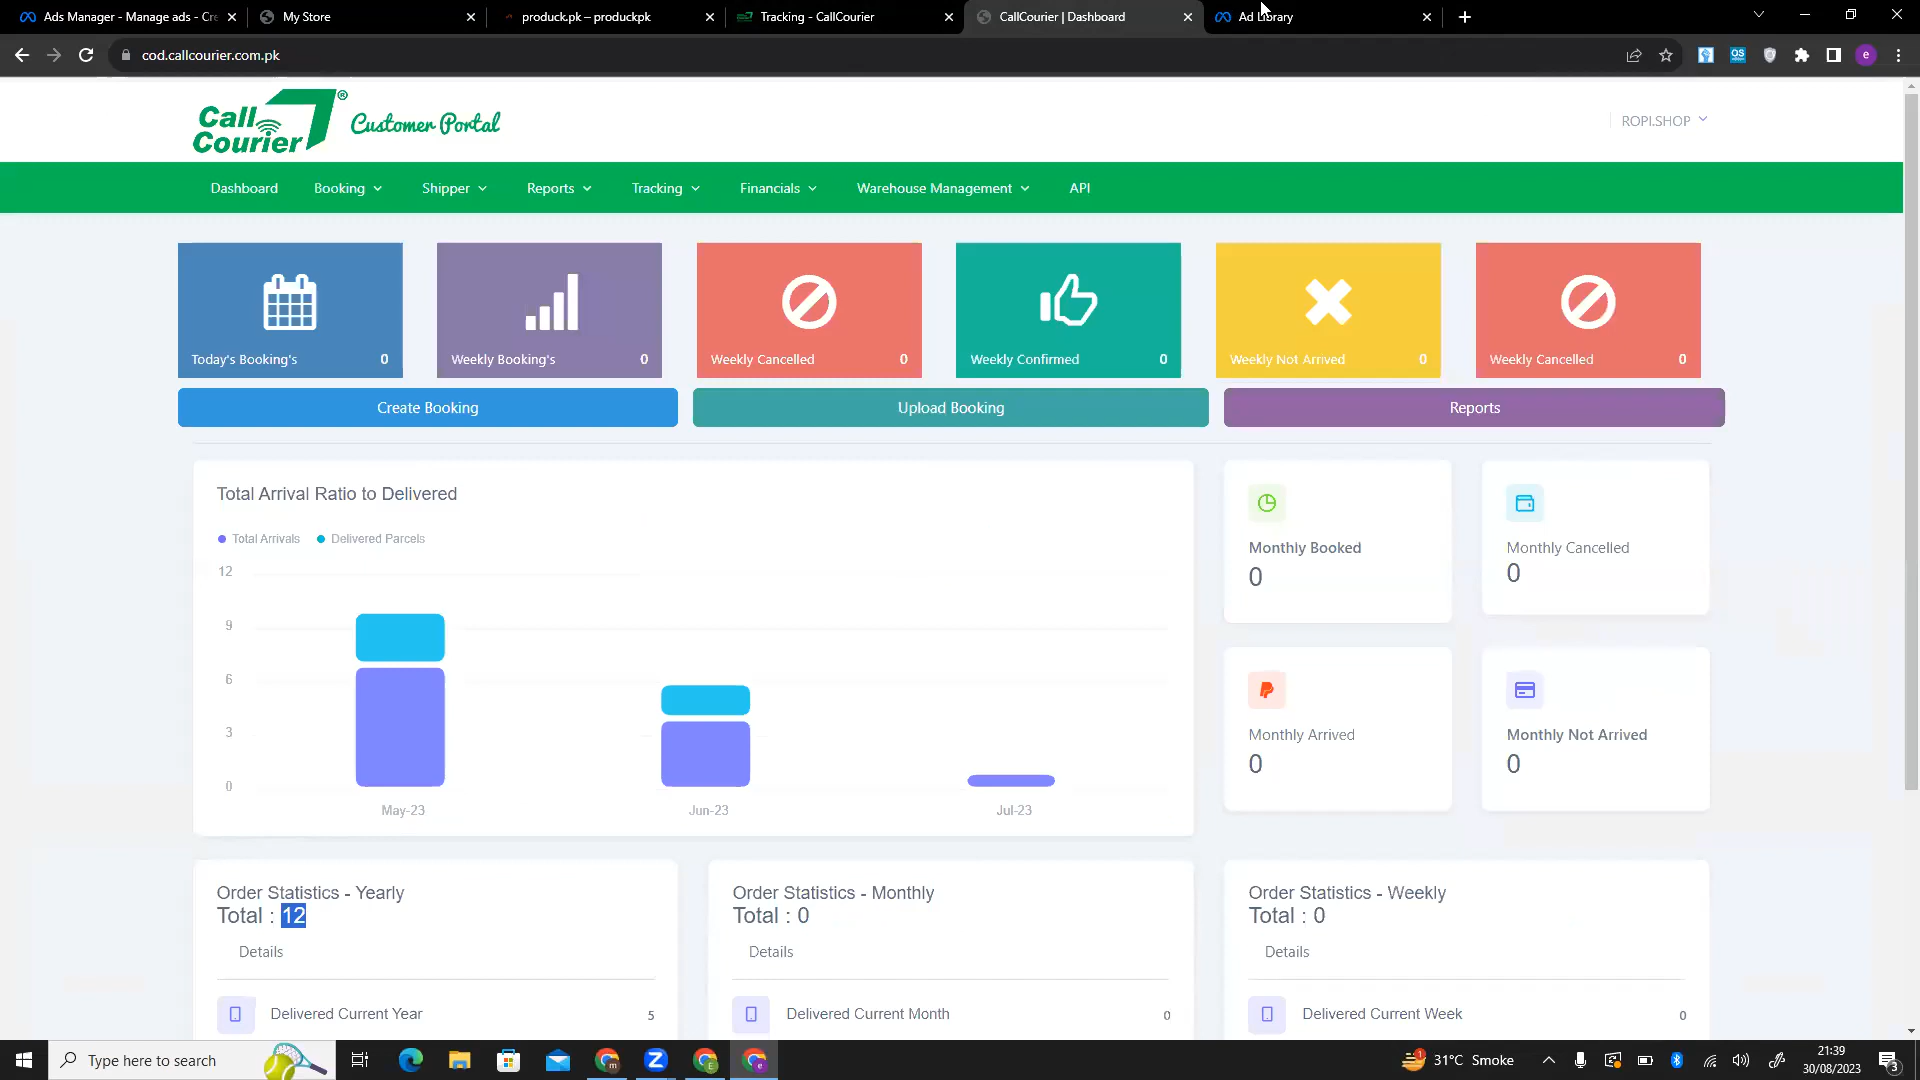 Ads Manager - Manage ads - Cre
My Store
produck.pk – produckpk
Tracking - CallCourier
CallCourier | Dashboard
Ad Library
cod.callcourier.com.pk
e
Call Courier ®
Customer Portal
ROPI.SHOP
Dashboard
Booking
Shipper
Reports
Tracking
Financials
Warehouse Management
API
Today's Booking's 0
Weekly Booking's 0
Weekly Cancelled 0
Weekly Confirmed 0
Weekly Not Arrived 0
Weekly Cancelled 0
Create Booking
Upload Booking
Reports
Total Arrival Ratio to Delivered
Total Arrivals
Delivered Parcels
12
9
6
3
0
May-23
Jun-23
Jul-23
Monthly Booked
0
Monthly Cancelled
0
Monthly Arrived
0
Monthly Not Arrived
0
Order Statistics - Yearly
Total : 12
Details
Delivered Current Year 5
Order Statistics - Monthly
Total : 0
Details
Delivered Current Month 0
Order Statistics - Weekly
Total : 0
Details
Delivered Current Week 0
Type here to search
31°C Smoke
21:39
30/08/2023
3